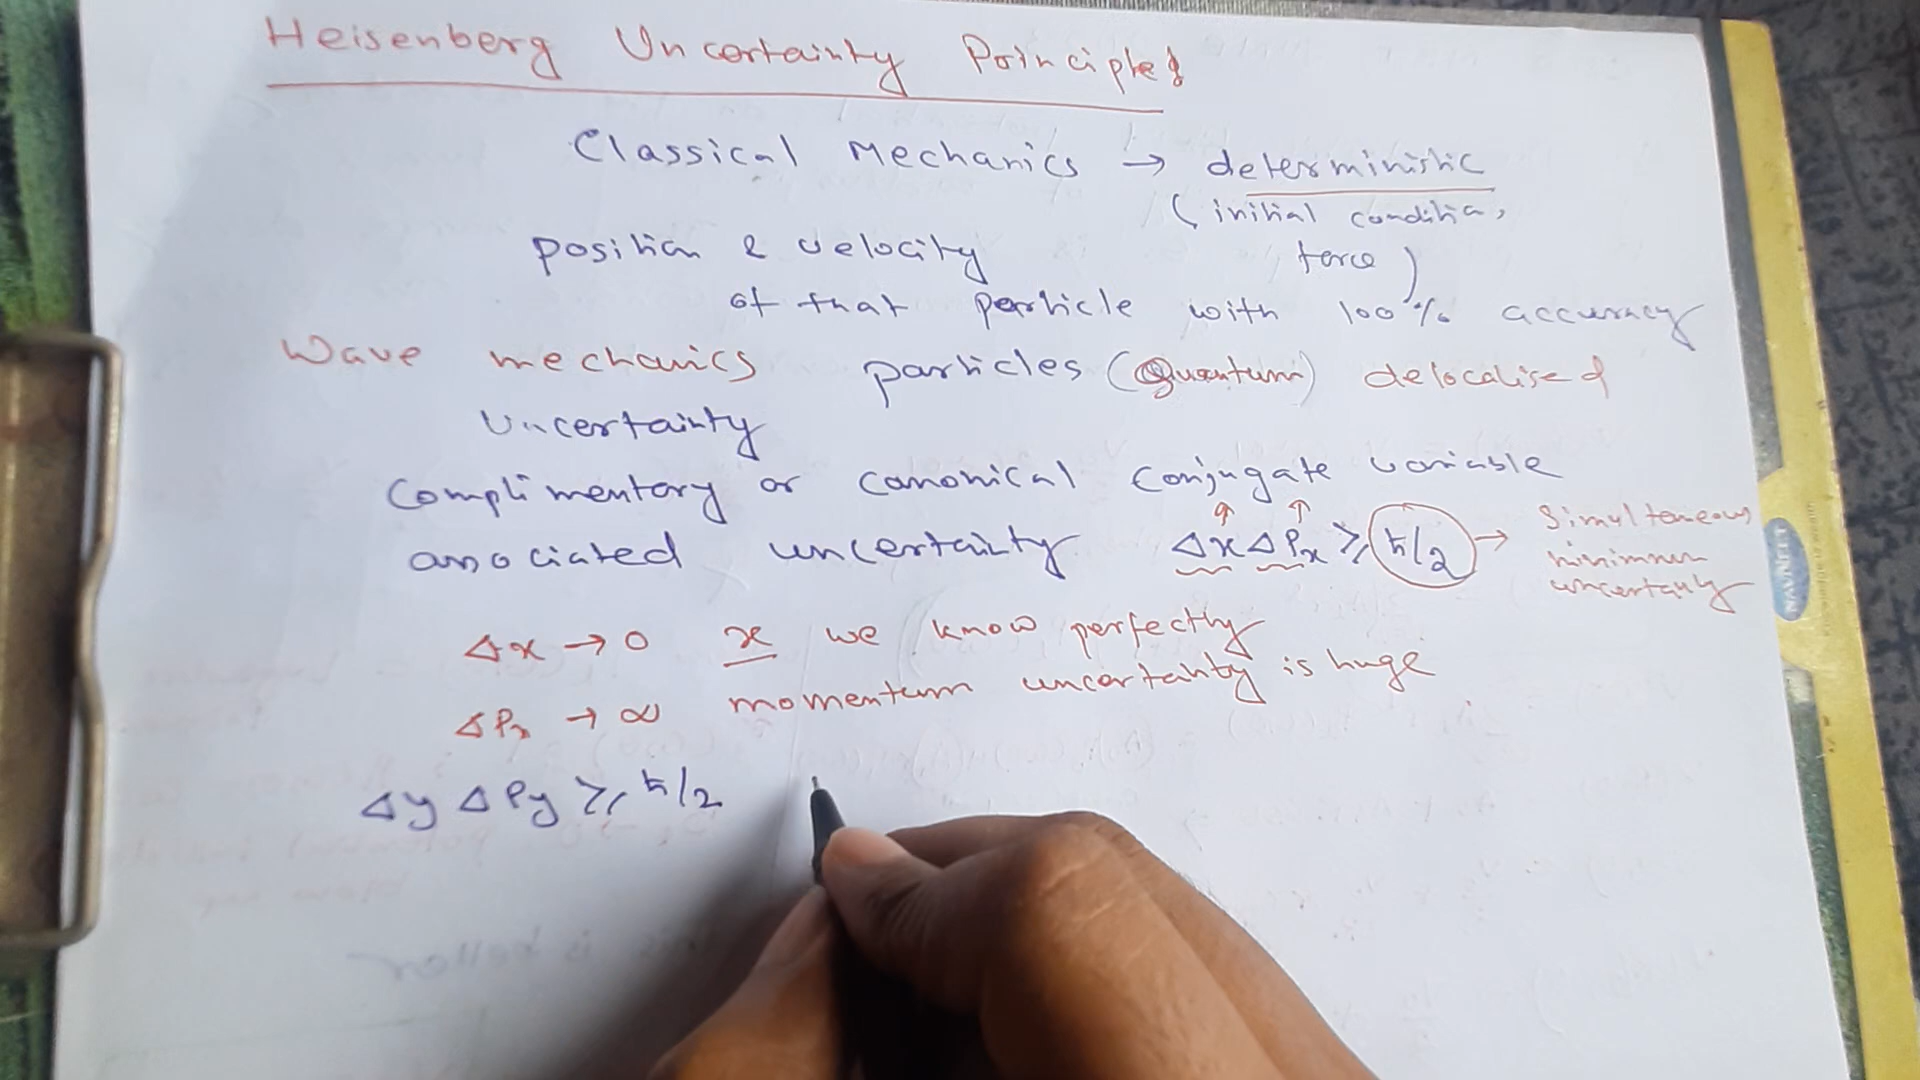 Heisenberg Uncertainty Principle:
Classical Mechanics → deterministic
(initial condition,
force)
position & velocity
of that particle with 100% accuracy
Wave mechanics particles (Quantum) delocalised
Uncertainty
Complimentary or canonical conjugate variable
associated uncertainty Δx ΔPx ≥ ħ/2 → Simultaneous
minimum
uncertainty
Δx → 0 x we know perfectly
ΔPx → ∞ momentum uncertainty is huge
Δy ΔPy ≥ ħ/2
NAVNEET